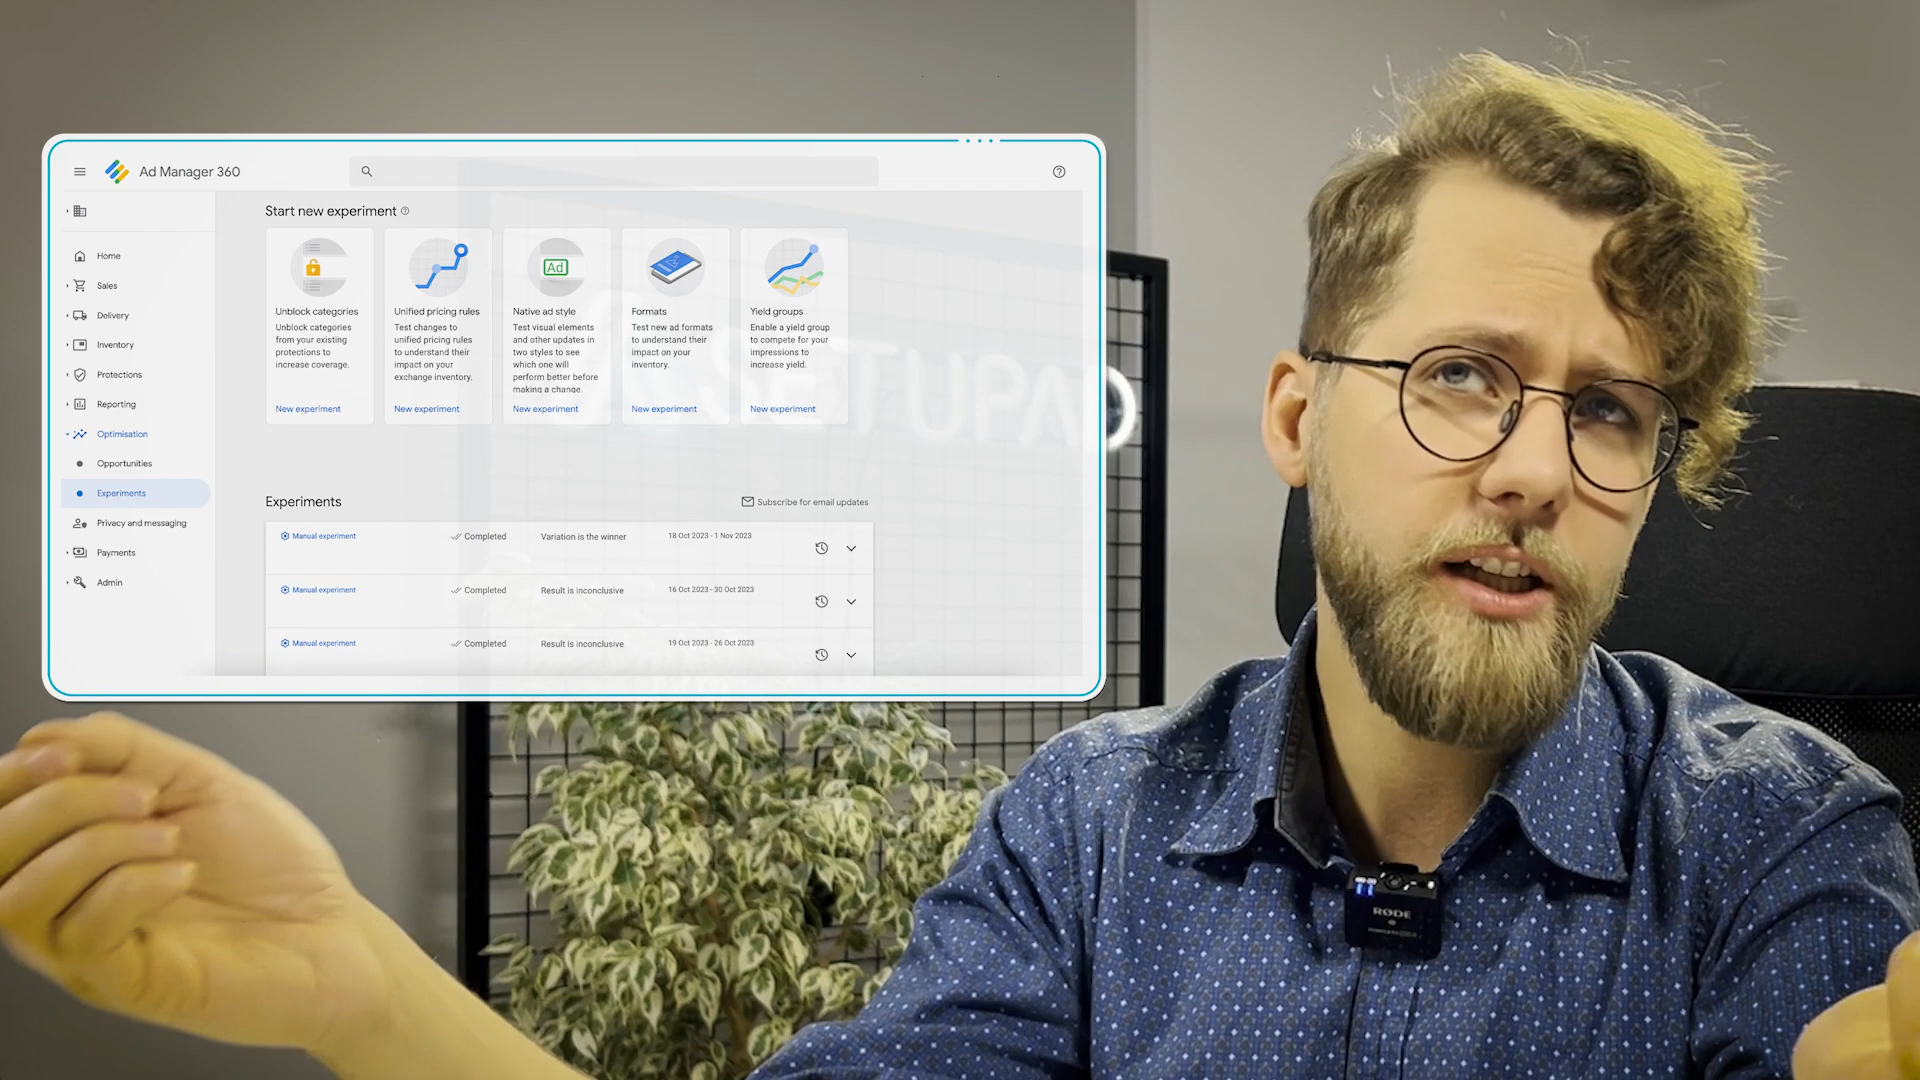 Ad Manager 360
Home
Sales
Delivery
Inventory
Protections
Reporting
Optimisation
Opportunities
Experiments
Privacy and messaging
Payments
Admin
Start new experiment
Unblock categories
Unblock categories
from your existing
protections to
increase coverage.
New experiment
Unified pricing rules
Test changes to
unified pricing rules
to understand their
impact on your
exchange inventory.
New experiment
Ad
Native ad style
Test visual elements
and other updates in
two styles to see
which one will
perform better before
making a change.
New experiment
Formats
Test new ad formats
to understand their
impact on your
inventory.
New experiment
Yield groups
Enable a yield group
to compete for your
impressions to
increase yield.
New experiment
Experiments
Subscribe for email updates
Manual experiment Completed Variation is the winner 18 Oct 2023 - 1 Nov 2023
Manual experiment Completed Result is inconclusive 16 Oct 2023 - 30 Oct 2023
Manual experiment Completed Result is inconclusive 19 Oct 2023 - 26 Oct 2023
SETUPAD
RØDE